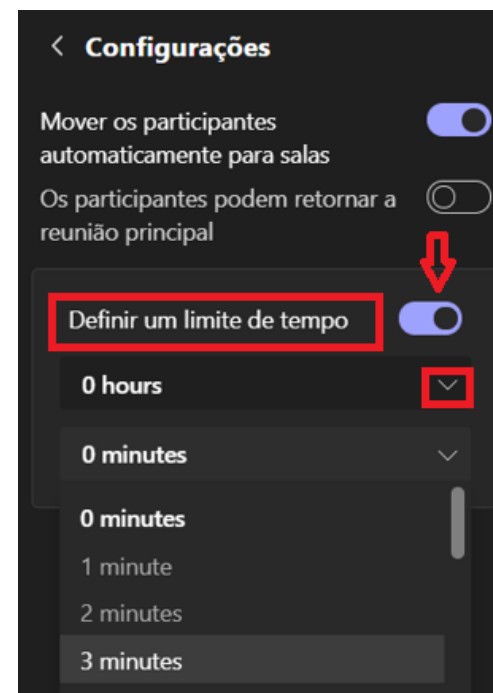 Configurações
Mover os participantes
automaticamente para salas
Os participantes podem retornar a
reunião principal
Definir um limite de tempo
0 hours
0 minutes
0 minutes
1 minute
2 minutes
3 minutes